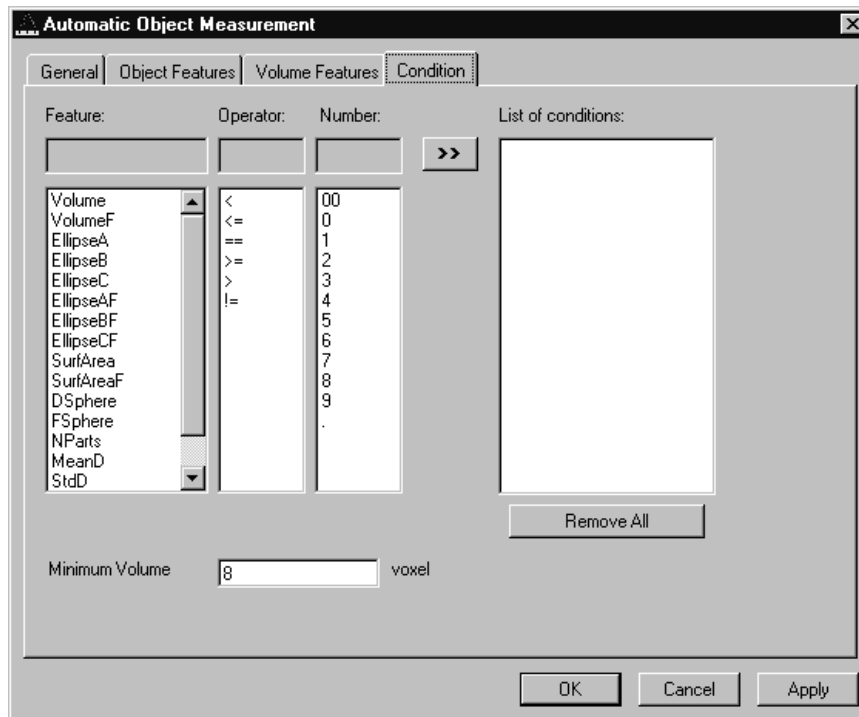 Automatic Object Measurement
General
Object Features
Volume Features
Condition
Feature:
Operator:
Number:
>>
List of conditions:
Volume
VolumeF
EllipseA
EllipseB
EllipseC
EllipseAF
EllipseBF
EllipseCF
SurfArea
SurfAreaF
DSphere
FSphere
NParts
MeanD
StdD
<
<=
==
>=
>
!=
00
0
1
2
3
4
5
6
7
8
9
.
Remove All
Minimum Volume
8
voxel
OK
Cancel
Apply